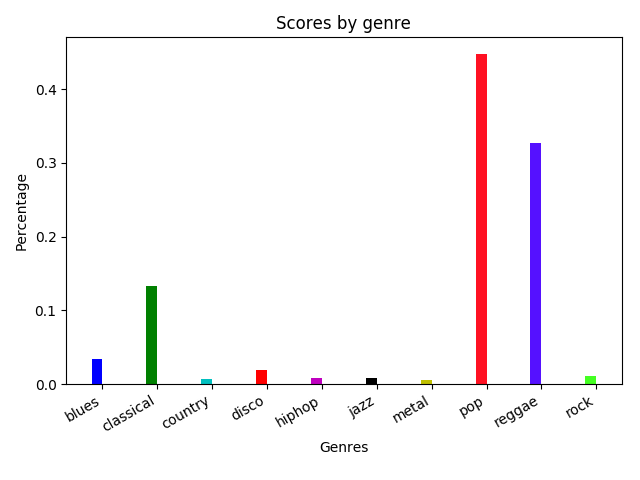 Scores by genre
Percentage
0.4
0.3
0.2
0.1
0.0
blues
classical
country
disco
hiphop
jazz
metal
pop
reggae
rock
Genres